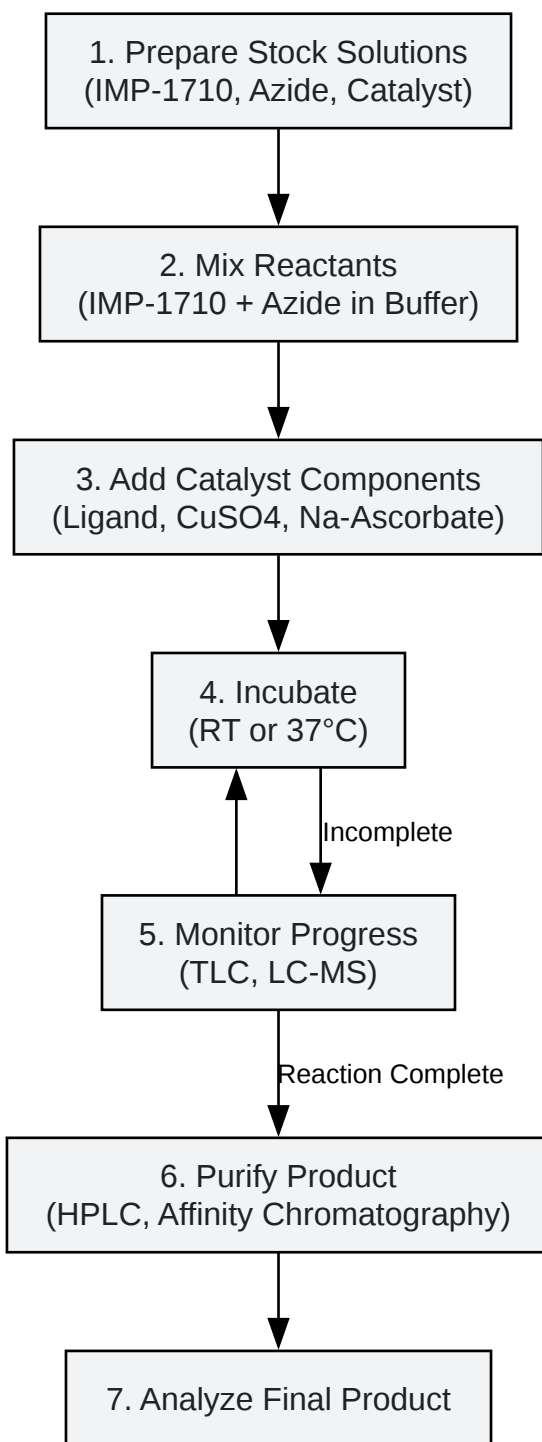 1. Prepare Stock Solutions
(IMP-1710, Azide, Catalyst)
2. Mix Reactants
(IMP-1710 + Azide in Buffer)
3. Add Catalyst Components
(Ligand, CuSO4, Na-Ascorbate)
4. Incubate
(RT or 37°C)
Incomplete
5. Monitor Progress
(TLC, LC-MS)
Reaction Complete
6. Purify Product
(HPLC, Affinity Chromatography)
7. Analyze Final Product